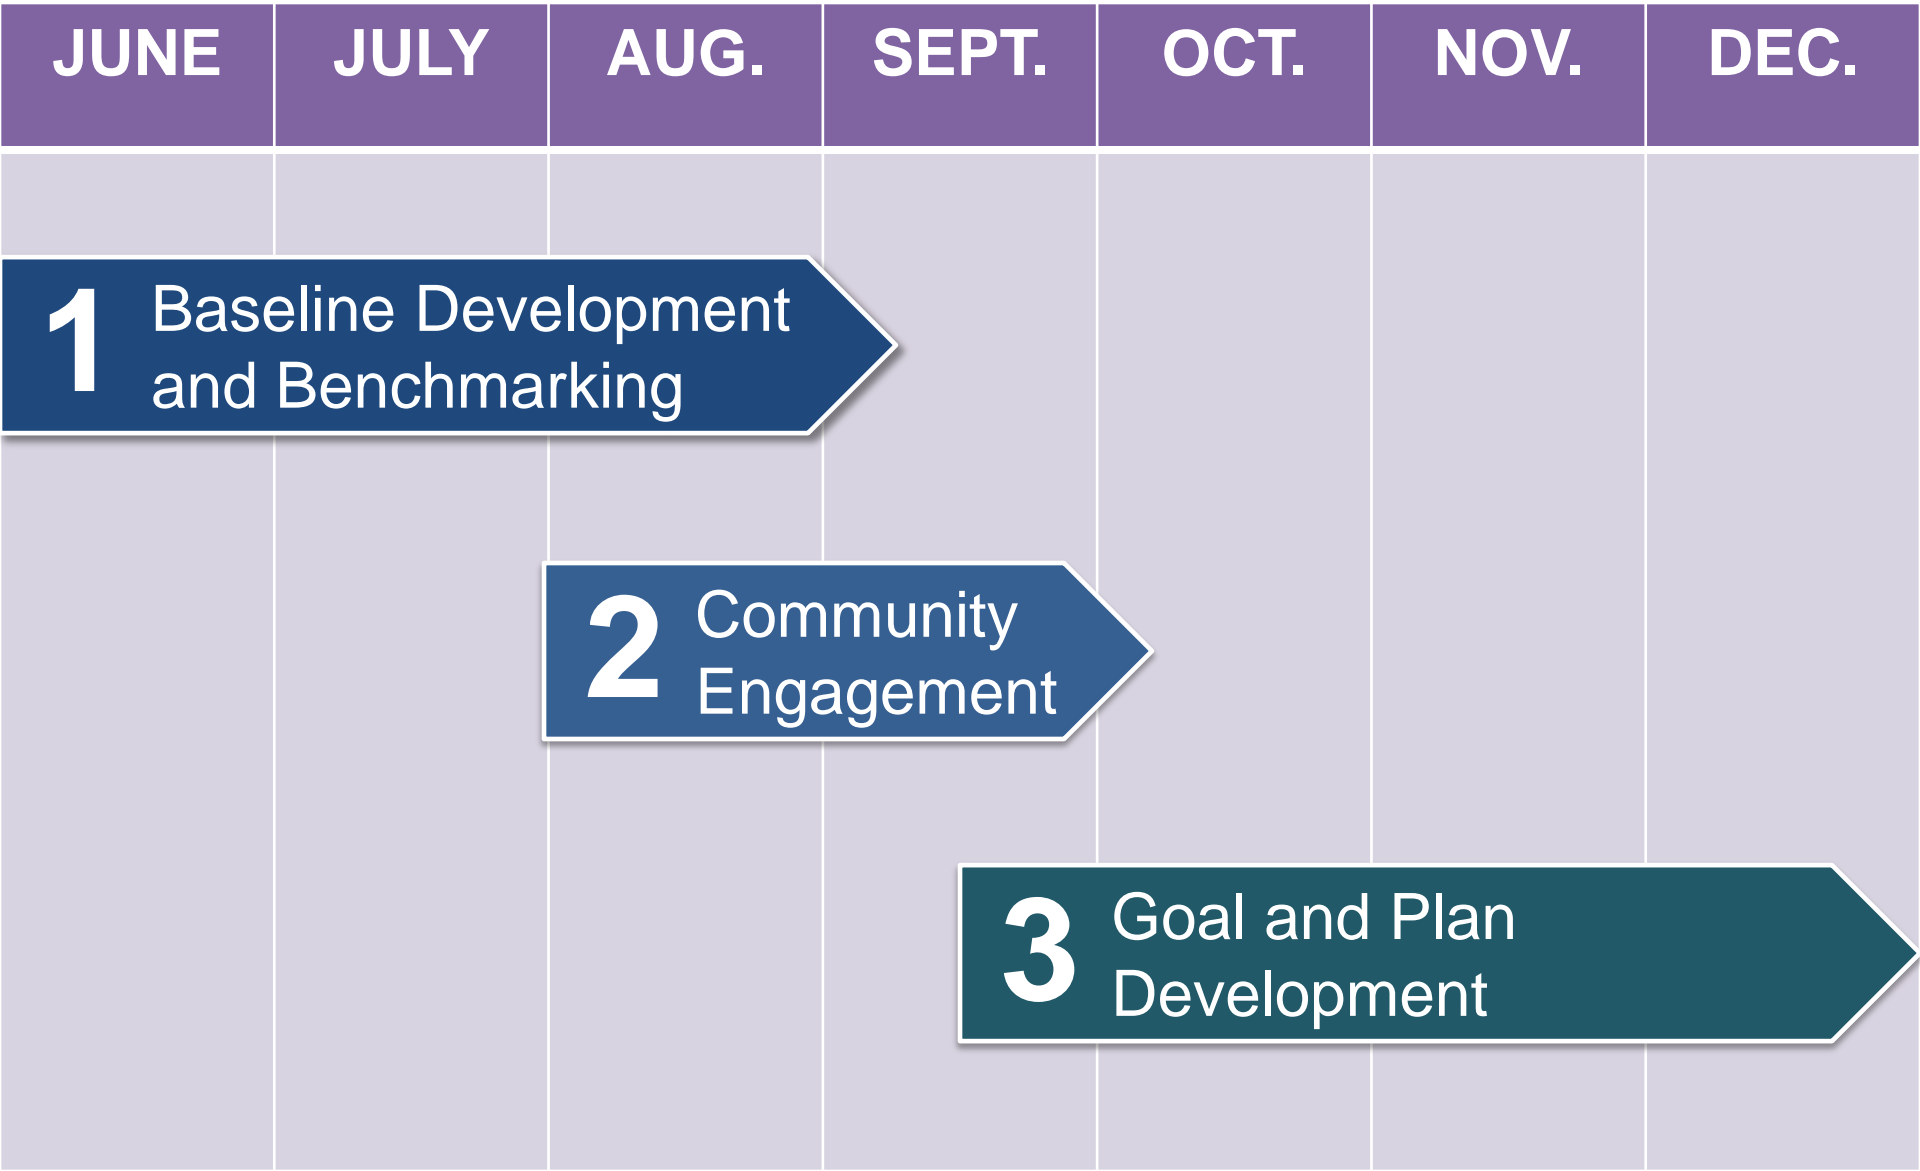 JUNE JULY AUG. SEPT. OCT. NOV. DEC.
1 Baseline Development
and Benchmarking
2 Community
Engagement
3 Goal and Plan
Development